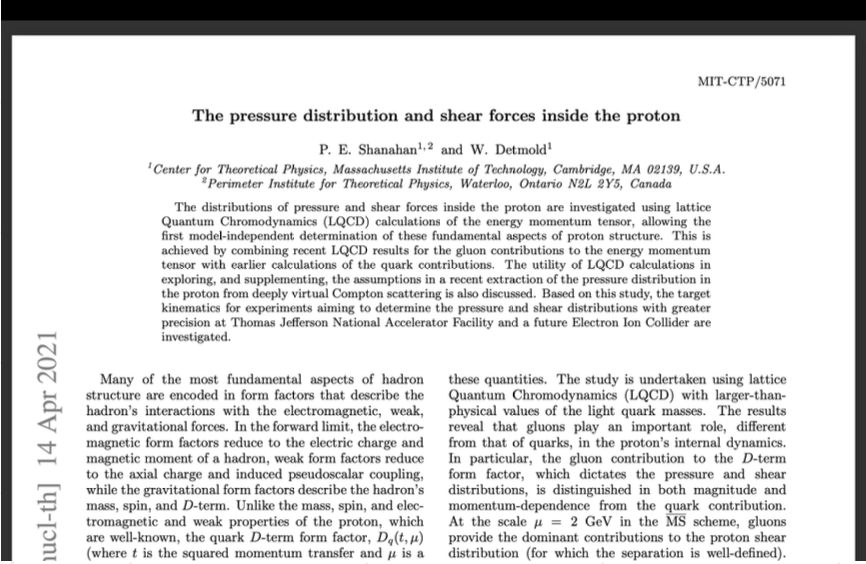 MIT-CTP/5071
The pressure distribution and shear forces inside the proton
P. E. Shanahan1,2 and W. Detmold1
1Center for Theoretical Physics, Massachusetts Institute of Technology, Cambridge, MA 02139, U.S.A.
2Perimeter Institute for Theoretical Physics, Waterloo, Ontario N2L 2Y5, Canada
The distributions of pressure and shear forces inside the proton are investigated using lattice
Quantum Chromodynamics (LQCD) calculations of the energy momentum tensor, allowing the
first model-independent determination of these fundamental aspects of proton structure. This is
achieved by combining recent LQCD results for the gluon contributions to the energy momentum
tensor with earlier calculations of the quark contributions. The utility of LQCD calculations in
exploring, and supplementing, the assumptions in a recent extraction of the pressure distribution in
the proton from deeply virtual Compton scattering is also discussed. Based on this study, the target
kinematics for experiments aiming to determine the pressure and shear distributions with greater
precision at Thomas Jefferson National Accelerator Facility and a future Electron Ion Collider are
investigated.
nucl-th] 14 Apr 2021
Many of the most fundamental aspects of hadron
structure are encoded in form factors that describe the
hadron's interactions with the electromagnetic, weak,
and gravitational forces. In the forward limit, the electro-
magnetic form factors reduce to the electric charge and
magnetic moment of a hadron, weak form factors reduce
to the axial charge and induced pseudoscalar coupling,
while the gravitational form factors describe the hadron's
mass, spin, and D-term. Unlike the mass, spin, and elec-
tromagnetic and weak properties of the proton, which
are well-known, the quark D-term form factor, Dq(t,μ)
(where t is the squared momentum transfer and μ is a
these quantities. The study is undertaken using lattice
Quantum Chromodynamics (LQCD) with larger-than-
physical values of the light quark masses. The results
reveal that gluons play an important role, different
from that of quarks, in the proton's internal dynamics.
In particular, the gluon contribution to the D-term
form factor, which dictates the pressure and shear
distributions, is distinguished in both magnitude and
momentum-dependence from the quark contribution.
At the scale μ = 2 GeV in the MS scheme, gluons
provide the dominant contributions to the proton shear
distribution (for which the separation is well-defined).